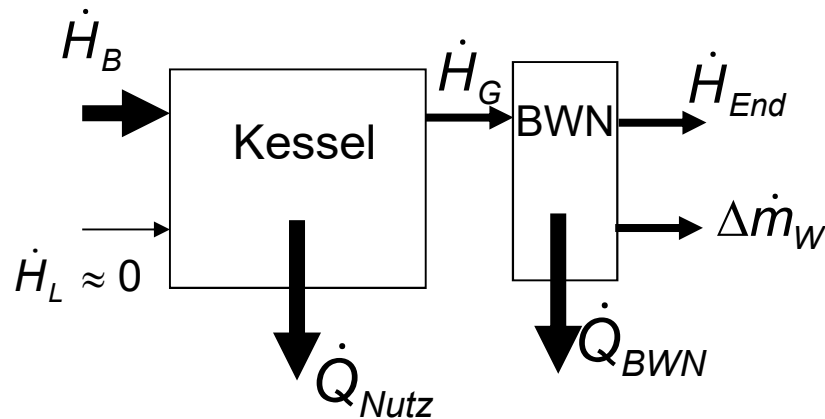 Ḣ_B
Kessel
Ḣ_G
BWN
Ḣ_End
Δṁ_W
Ḣ_L ≈ 0
Q̇_Nutz
Q̇_BWN